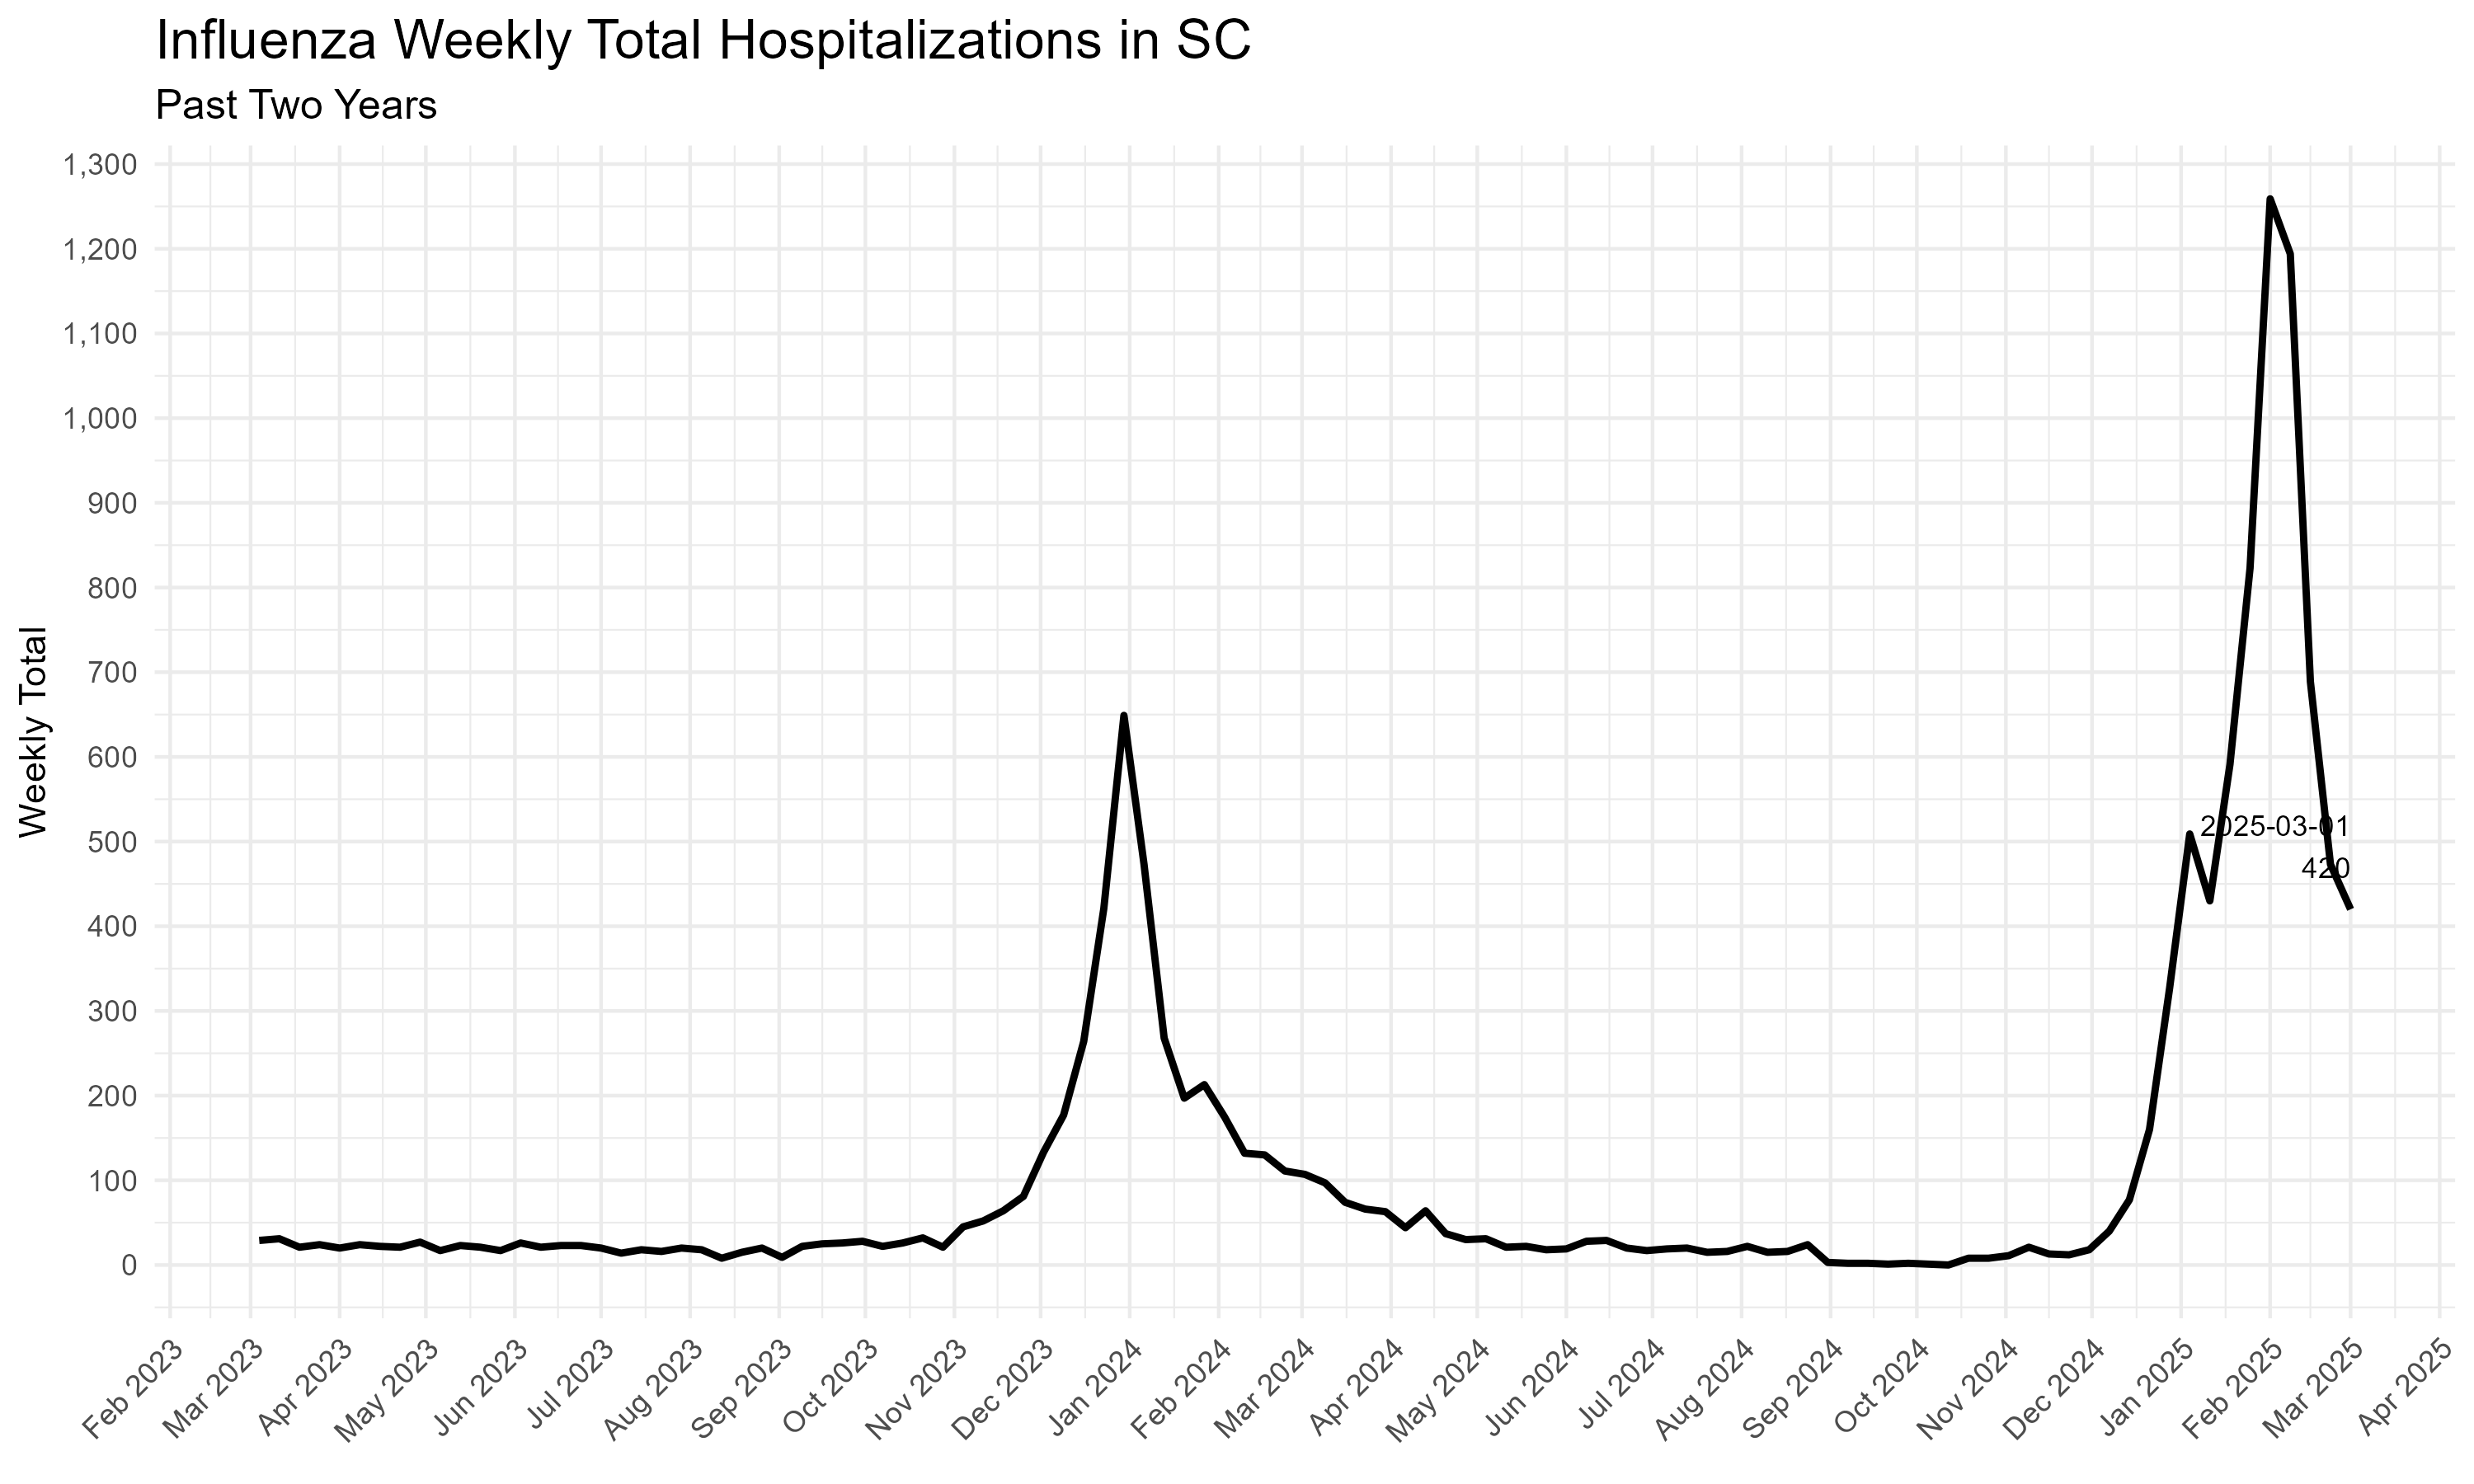 Influenza Weekly Total Hospitalizations in SC
Past Two Years
1,300
1,200
1,100
1,000
900
800
700
600
500
400
300
200
100
0
Weekly Total
2025-03-01
420
Feb 2023
Mar 2023
Apr 2023
May 2023
Jun 2023
Jul 2023
Aug 2023
Sep 2023
Oct 2023
Nov 2023
Dec 2023
Jan 2024
Feb 2024
Mar 2024
Apr 2024
May 2024
Jun 2024
Jul 2024
Aug 2024
Sep 2024
Oct 2024
Nov 2024
Dec 2024
Jan 2025
Feb 2025
Mar 2025
Apr 2025